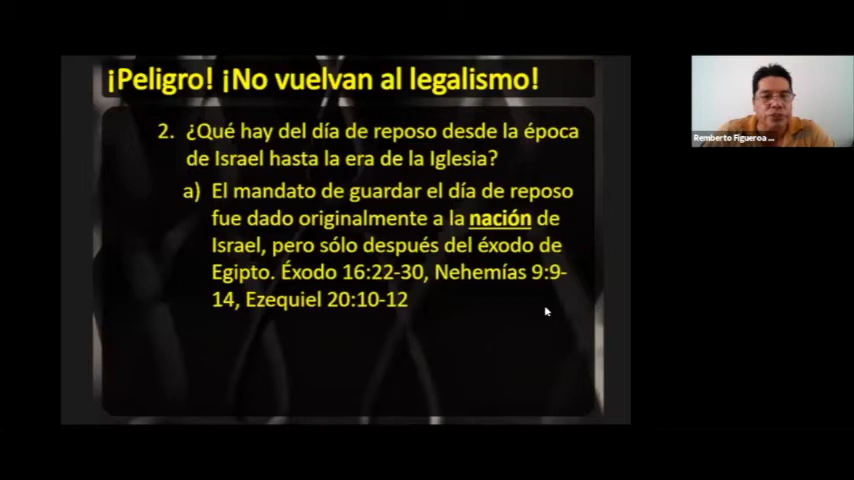 ¡Peligro! ¡No vuelvan al legalismo!
2. ¿Qué hay del día de reposo desde la época
de Israel hasta la era de la Iglesia?
a) El mandato de guardar el día de reposo
fue dado originalmente a la nación de
Israel, pero sólo después del éxodo de
Egipto. Éxodo 16:22-30, Nehemías 9:9-
14, Ezequiel 20:10-12
Remberto Figueroa ...